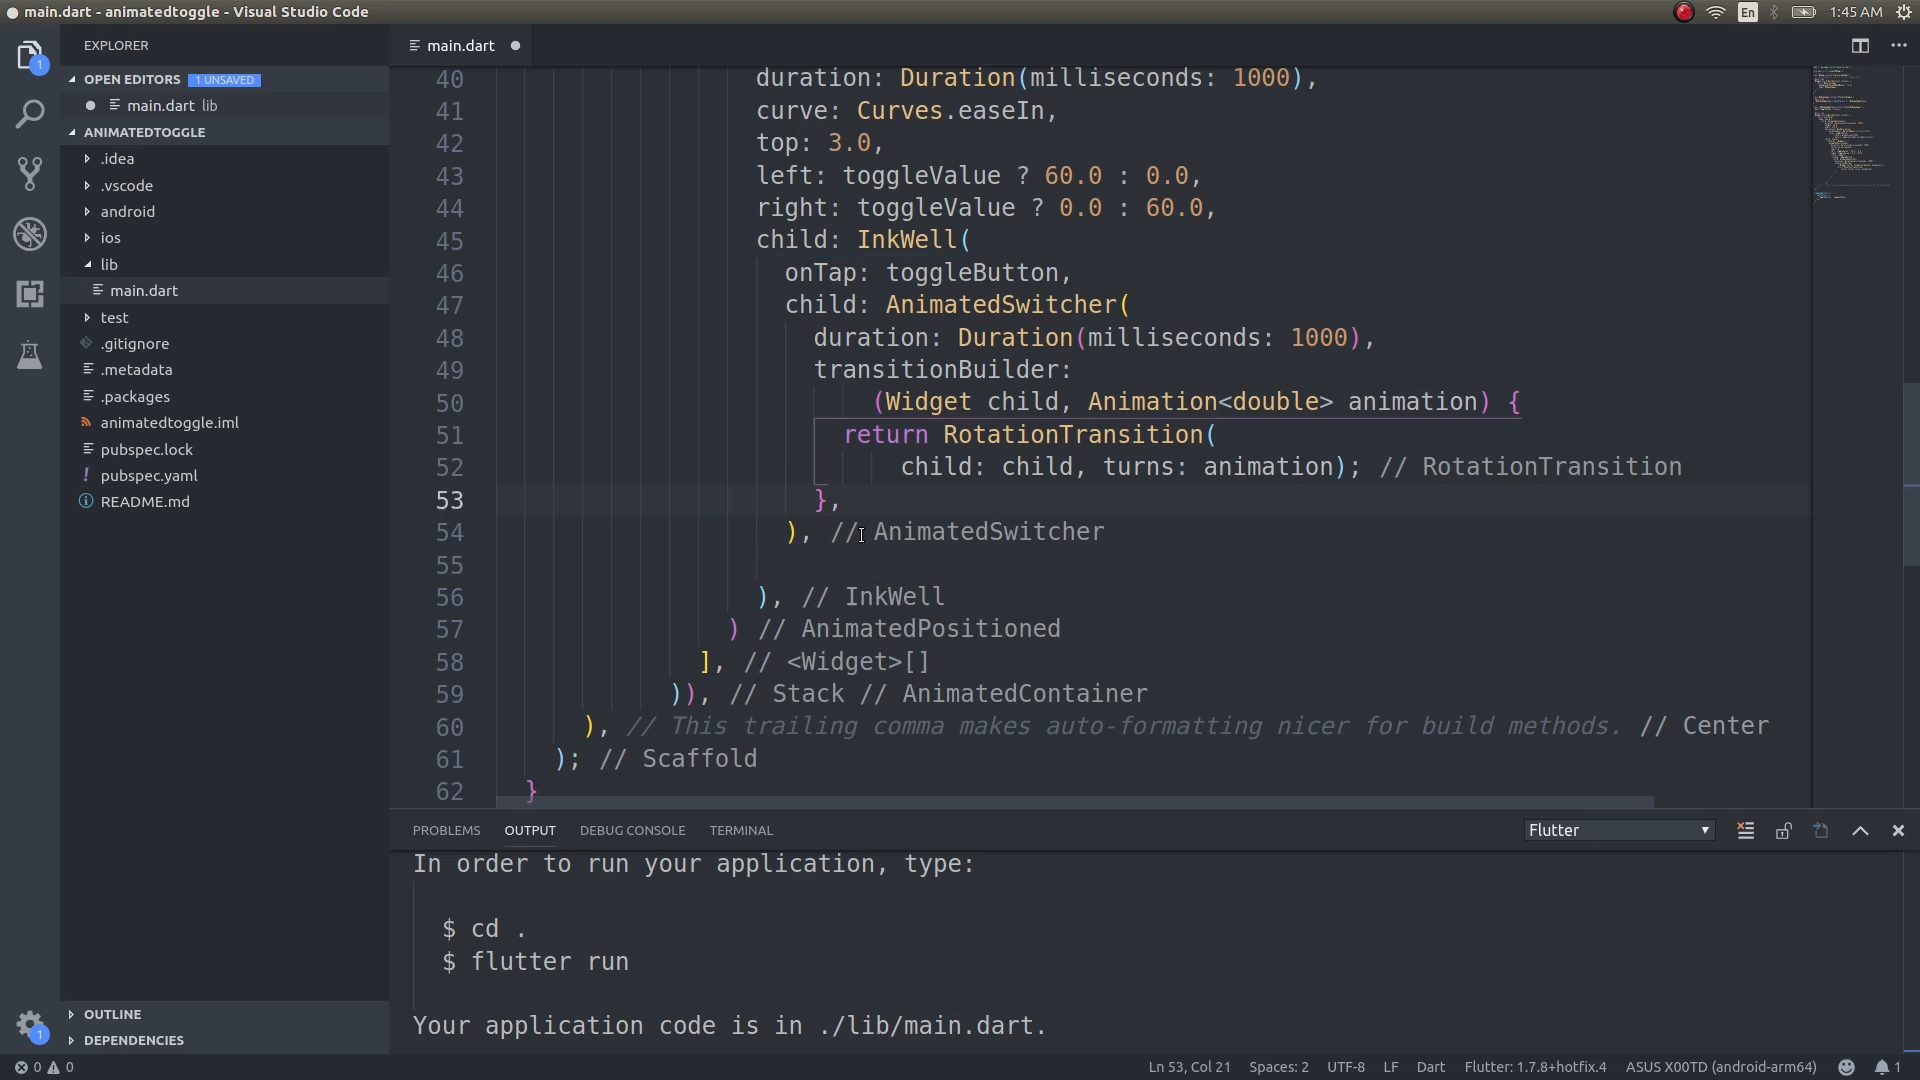 main.dart - animatedtoggle - Visual Studio Code
En
1:45 AM
EXPLORER
OPEN EDITORS 1 UNSAVED
main.dart lib
ANIMATEDTOGGLE
.idea
.vscode
android
ios
lib
main.dart
test
.gitignore
.metadata
.packages
animatedtoggle.iml
pubspec.lock
pubspec.yaml
README.md
OUTLINE
DEPENDENCIES
1
1
main.dart
40 duration: Duration(milliseconds: 1000),
41 curve: Curves.easeIn,
42 top: 3.0,
43 left: toggleValue ? 60.0 : 0.0,
44 right: toggleValue ? 0.0 : 60.0,
45 child: InkWell(
46 onTap: toggleButton,
47 child: AnimatedSwitcher(
48 duration: Duration(milliseconds: 1000),
49 transitionBuilder:
50 (Widget child, Animation<double> animation) {
51 return RotationTransition(
52 child: child, turns: animation); // RotationTransition
53 },
54 ), // AnimatedSwitcher
55
56 ), // InkWell
57 ) // AnimatedPositioned
58 ], // <Widget>[]
59 )), // Stack // AnimatedContainer
60 ), // This trailing comma makes auto-formatting nicer for build methods. // Center
61 ); // Scaffold
62 }
PROBLEMS OUTPUT DEBUG CONSOLE TERMINAL
Flutter
In order to run your application, type:
$ cd .
$ flutter run
Your application code is in ./lib/main.dart.
0 0
Ln 53, Col 21 Spaces: 2 UTF-8 LF Dart Flutter: 1.7.8+hotfix.4 ASUS X00TD (android-arm64) 1